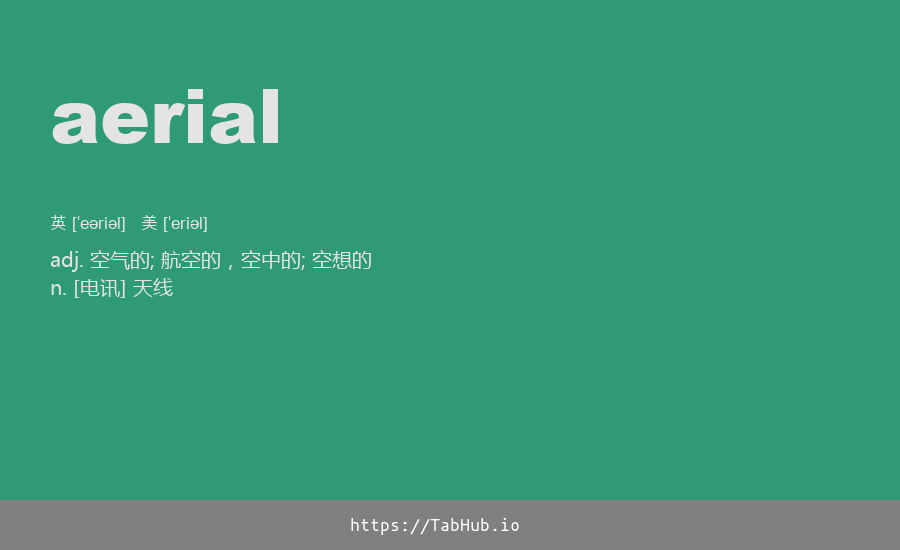 aerial
英 ['eəriəl] 美 ['eriəl]
adj. 空气的; 航空的，空中的; 空想的
n. [电讯] 天线
https://TabHub.io